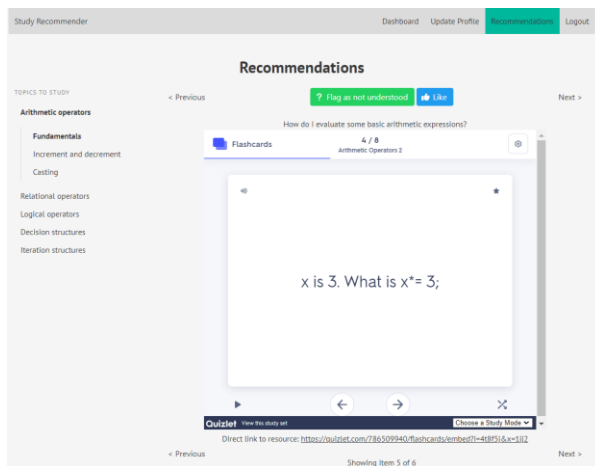 Study Recommender
Dashboard Update Profile Recommendations Logout
Recommendations
TOPICS TO STUDY
Arithmetic operators
Fundamentals
Increment and decrement
Casting
Relational operators
Logical operators
Decision structures
Iteration structures
< Previous
? Flag as not understood Like
Next >
How do I evaluate some basic arithmetic expressions?
Flashcards
4 / 8
Arithmetic Operators 2
x is 3. What is x*= 3;
Quizlet View this study set
Choose a Study Mode
Direct link to resource: https://quizlet.com/786509940/flashcards/embed?i=4t8f5j&x=1jj2
< Previous
Next >
Showing Item 5 of 6